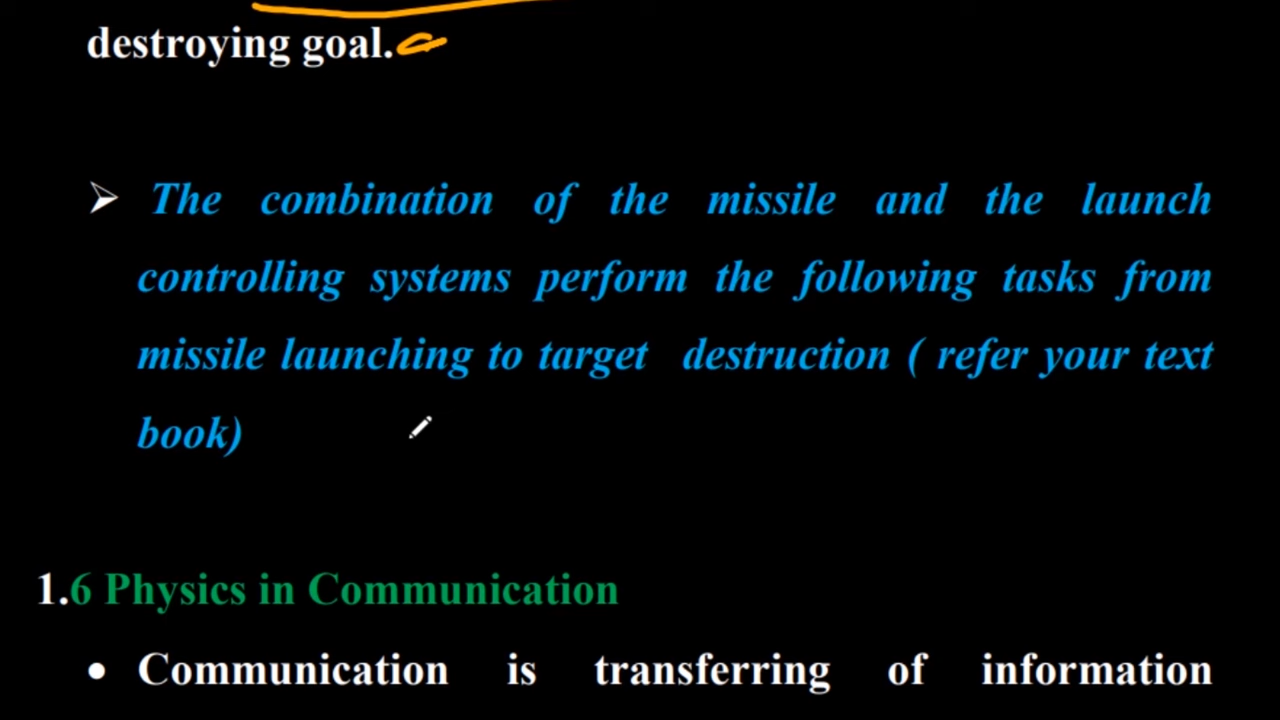 destroying goal.
➢ The combination of the missile and the launch
controlling systems perform the following tasks from
missile launching to target destruction ( refer your text
book)
1.6 Physics in Communication
• Communication is transferring of information